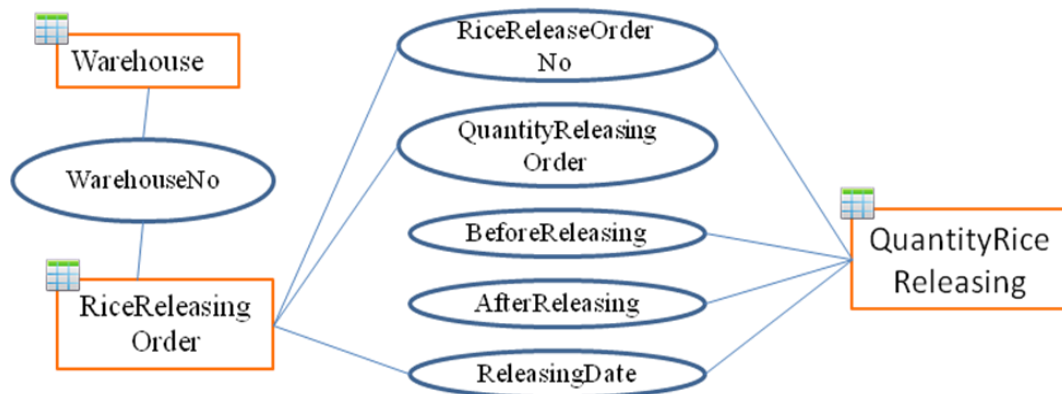 Warehouse
WarehouseNo
RiceReleasing
Order
RiceReleaseOrder
No
QuantityReleasing
Order
BeforeReleasing
AfterReleasing
ReleasingDate
QuantityRice
Releasing